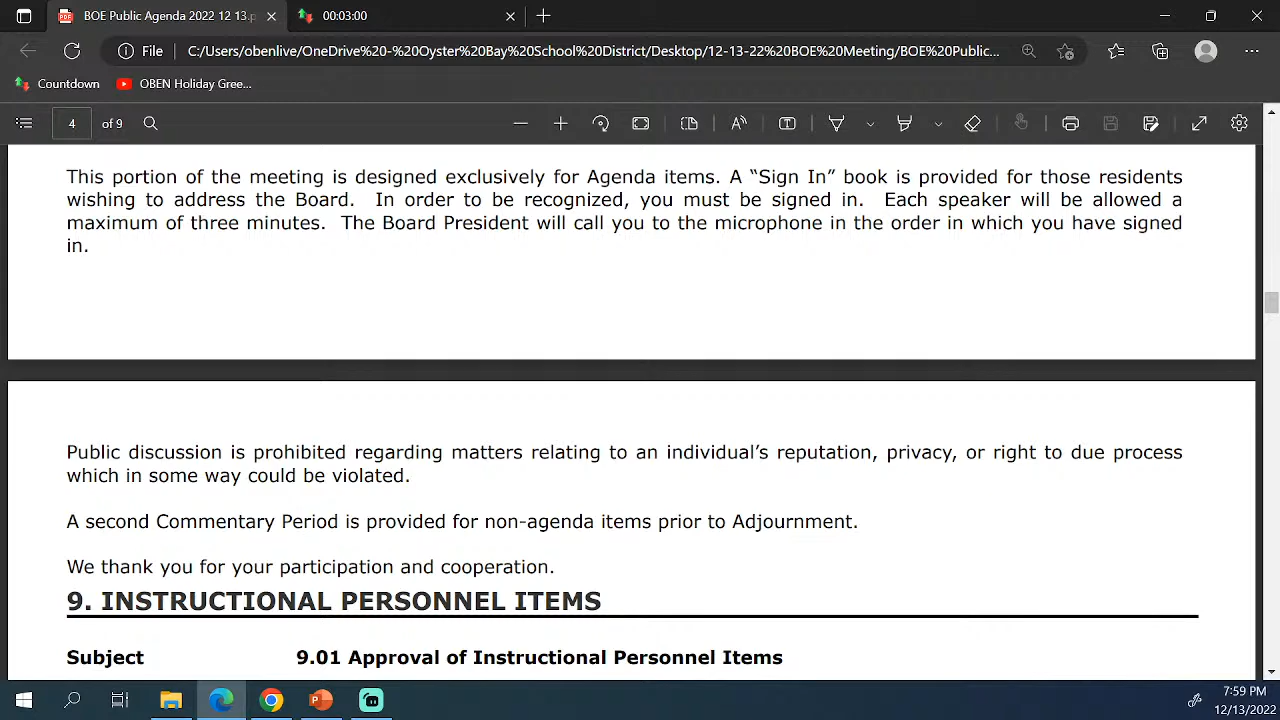 BOE Public Agenda 2022 12 13.p
00:03:00
File
C:/Users/obenlive/OneDrive%20-%20Oyster%20Bay%20School%20District/Desktop/12-13-22%20BOE%20Meeting/BOE%20Public...
Countdown
OBEN Holiday Gree...
4 of 9
This portion of the meeting is designed exclusively for Agenda items. A “Sign In” book is provided for those residents
wishing to address the Board. In order to be recognized, you must be signed in. Each speaker will be allowed a
maximum of three minutes. The Board President will call you to the microphone in the order in which you have signed
in.
Public discussion is prohibited regarding matters relating to an individual’s reputation, privacy, or right to due process
which in some way could be violated.
A second Commentary Period is provided for non-agenda items prior to Adjournment.
We thank you for your participation and cooperation.
9. INSTRUCTIONAL PERSONNEL ITEMS
Subject 9.01 Approval of Instructional Personnel Items
7:59 PM
12/13/2022